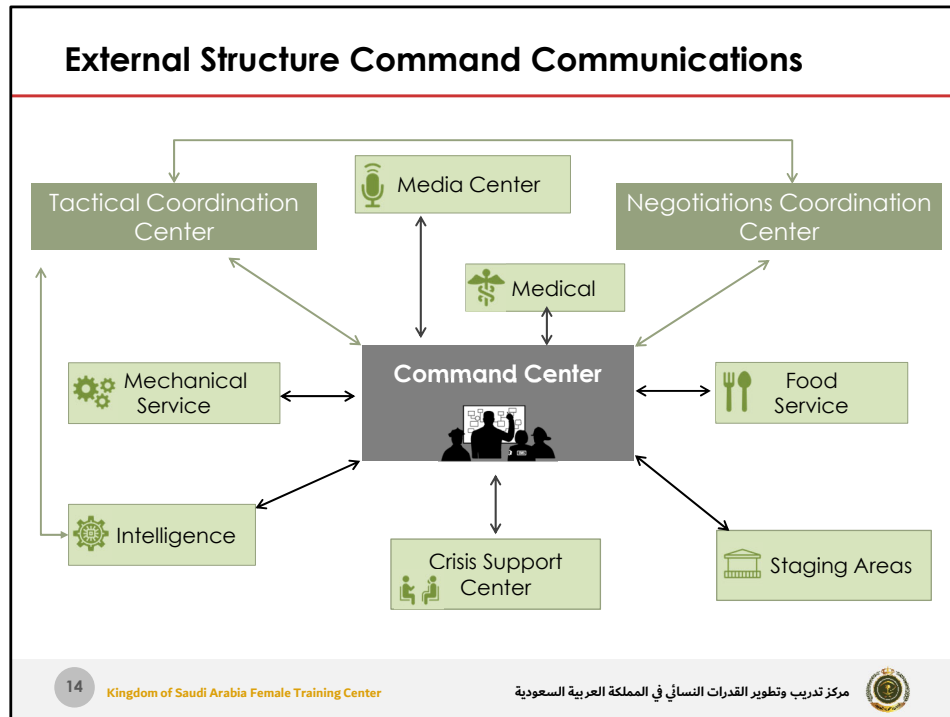 External Structure Command Communications
Media Center
Tactical Coordination
Center
Negotiations Coordination
Center
Medical
Command Center
Mechanical
Service
Food
Service
Intelligence
Crisis Support
Center
Staging Areas
14
Kingdom of Saudi Arabia Female Training Center
مركز تدريب وتطوير القدرات النسائي في المملكة العربية السعودية